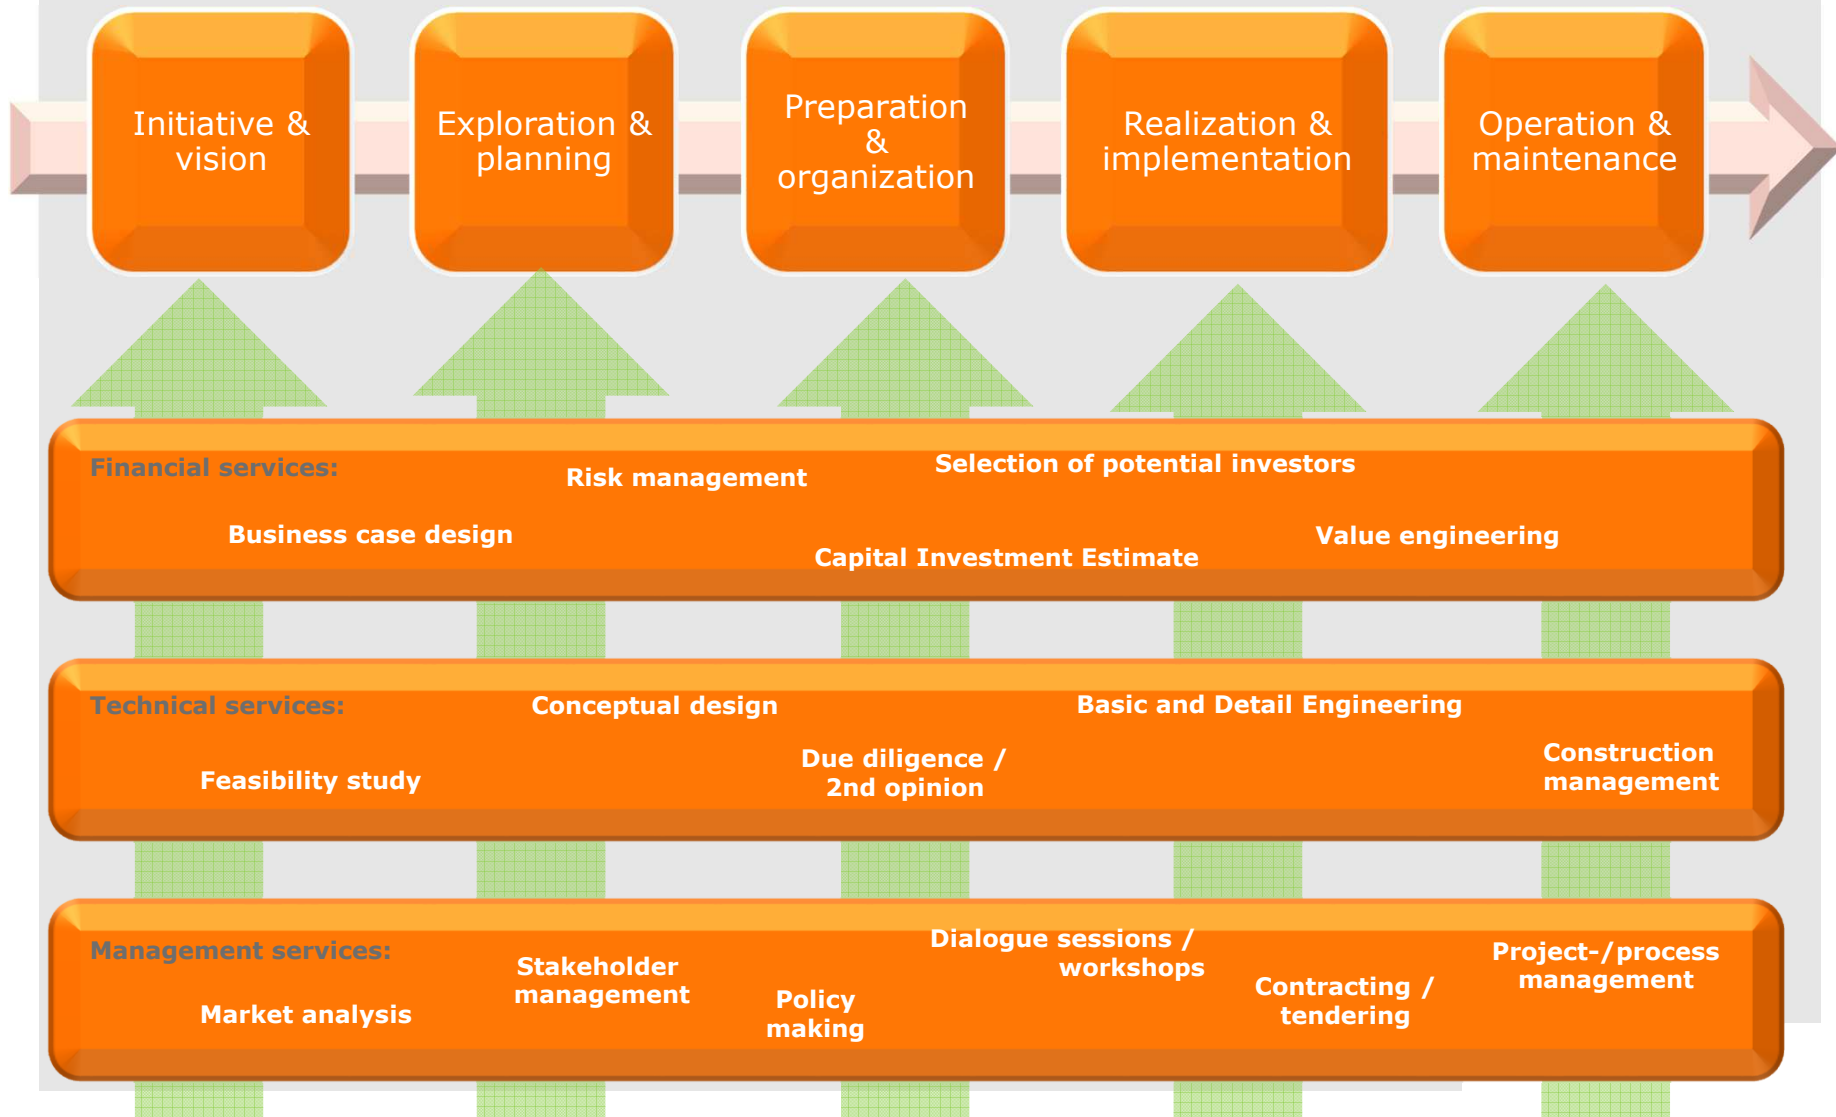 Initiative &
vision
Exploration &
planning
Preparation
&
organization
Realization &
implementation
Operation &
maintenance
Financial services:
Risk management
Selection of potential investors
Business case design
Capital Investment Estimate
Value engineering
Technical services:
Conceptual design
Basic and Detail Engineering
Feasibility study
Due diligence /
2nd opinion
Construction
management
Management services:
Market analysis
Stakeholder
management
Policy
making
Dialogue sessions /
workshops
Contracting /
tendering
Project-/process
management